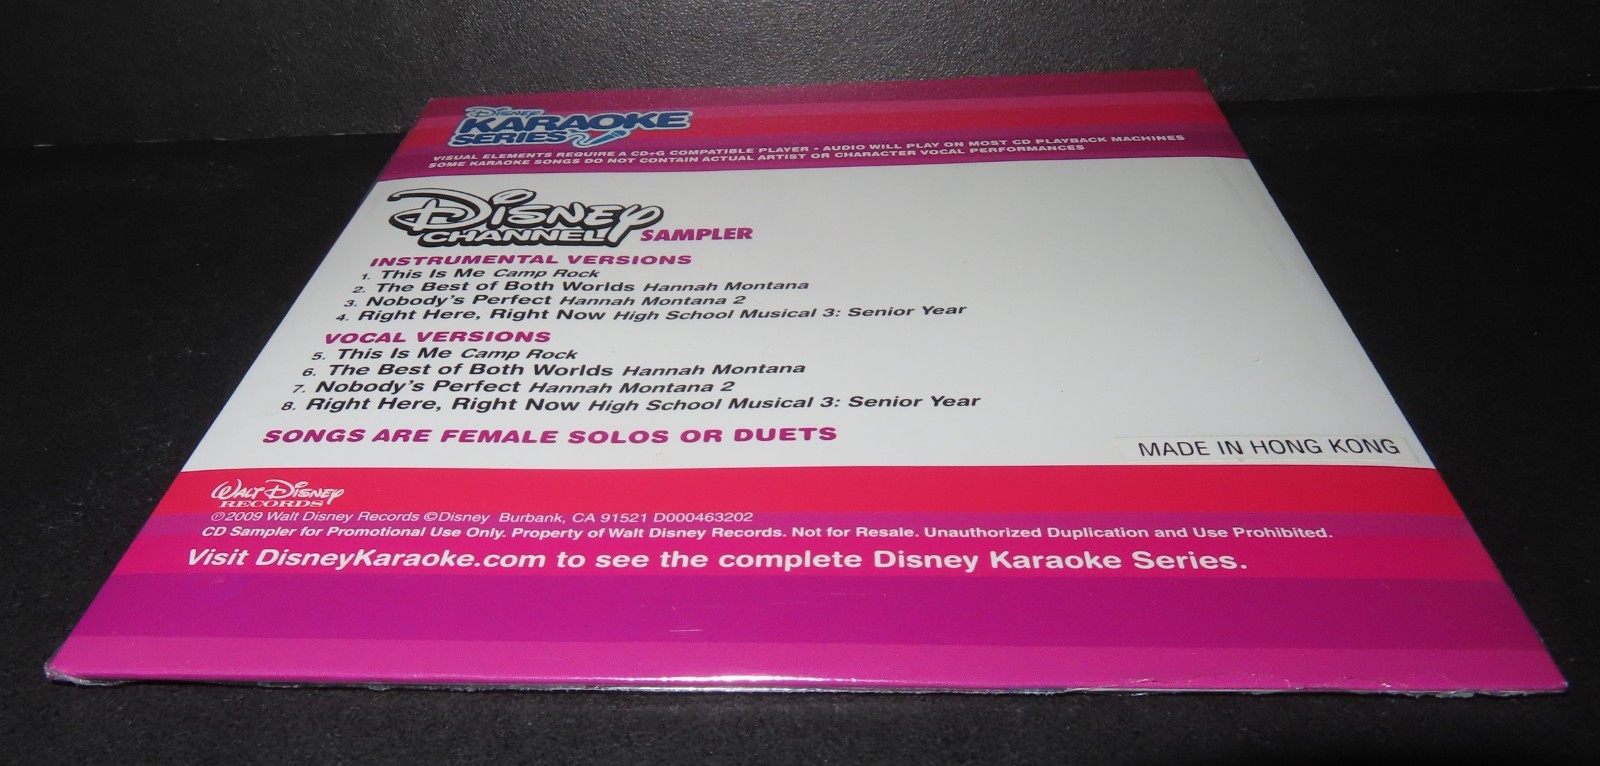 Disney
KARAOKE
SERIES
VISUAL ELEMENTS REQUIRE A CD+G COMPATIBLE PLAYER • AUDIO WILL PLAY ON MOST CD PLAYBACK MACHINES
SOME KARAOKE SONGS DO NOT CONTAIN ACTUAL ARTIST OR CHARACTER VOCAL PERFORMANCES
Disney
CHANNEL SAMPLER
INSTRUMENTAL VERSIONS
1. This Is Me Camp Rock
2. The Best of Both Worlds Hannah Montana
3. Nobody's Perfect Hannah Montana 2
4. Right Here, Right Now High School Musical 3: Senior Year
VOCAL VERSIONS
5. This Is Me Camp Rock
6. The Best of Both Worlds Hannah Montana
7. Nobody's Perfect Hannah Montana 2
8. Right Here, Right Now High School Musical 3: Senior Year
SONGS ARE FEMALE SOLOS OR DUETS
MADE IN HONG KONG
Walt Disney
RECORDS
℗2009 Walt Disney Records ©Disney Burbank, CA 91521 D000463202
CD Sampler for Promotional Use Only. Property of Walt Disney Records. Not for Resale. Unauthorized Duplication and Use Prohibited.
Visit DisneyKaraoke.com to see the complete Disney Karaoke Series.